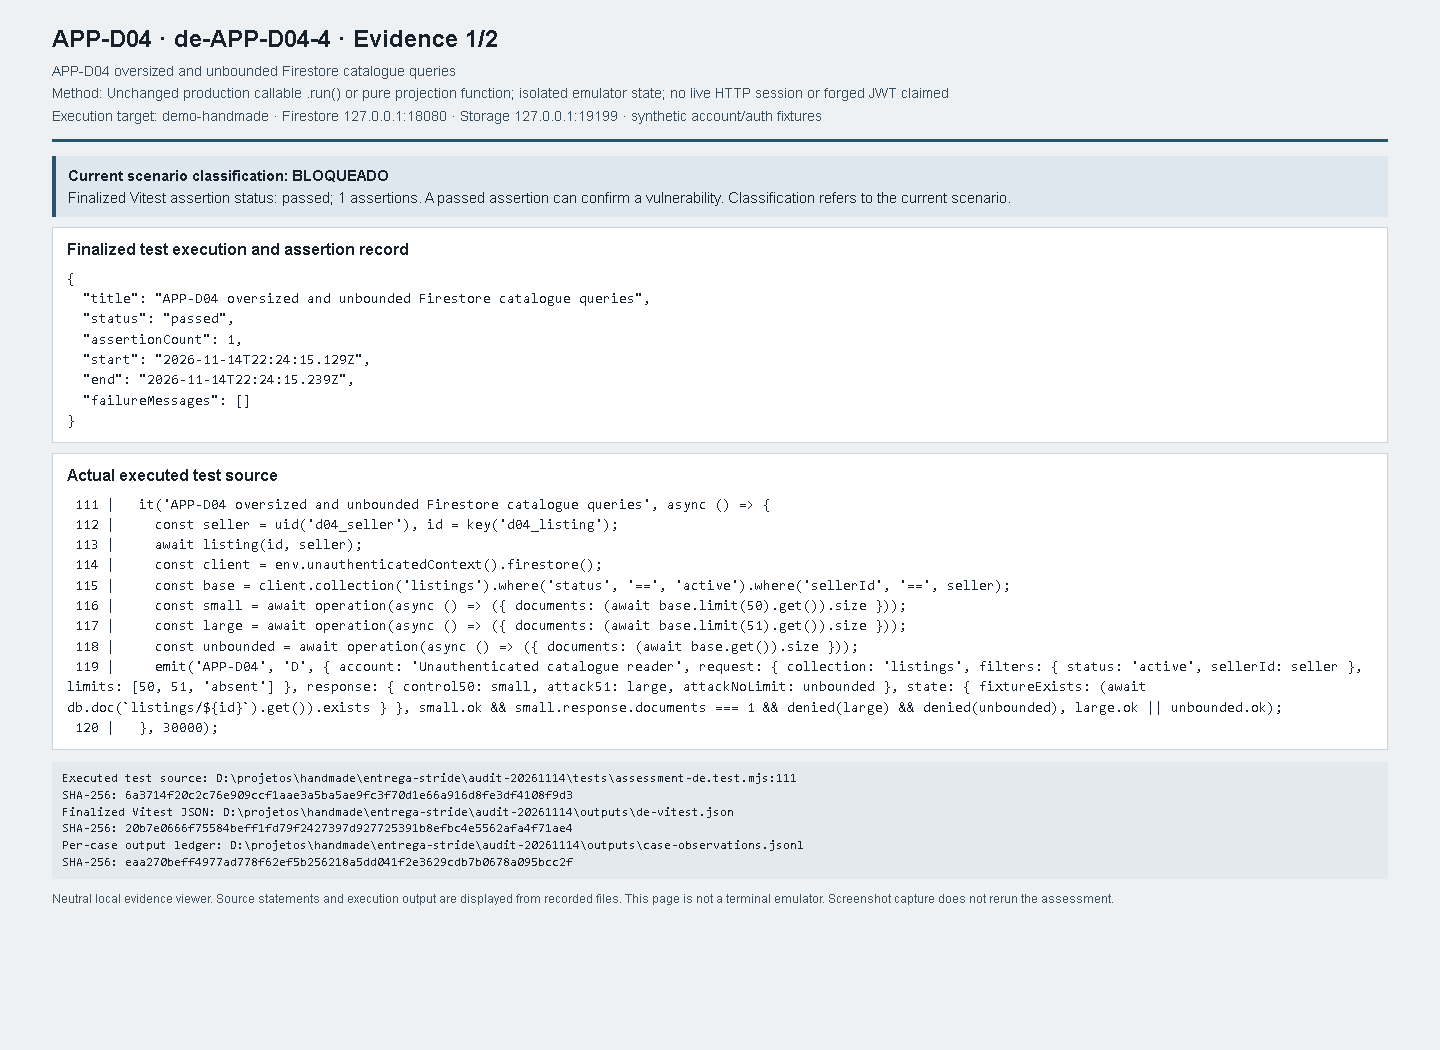 APP-D04 · de-APP-D04-4 · Evidence 1/2
APP-D04 oversized and unbounded Firestore catalogue queries
Method: Unchanged production callable .run() or pure projection function; isolated emulator state; no live HTTP session or forged JWT claimed
Execution target: demo-handmade · Firestore 127.0.0.1:18080 · Storage 127.0.0.1:19199 · synthetic account/auth fixtures
Current scenario classification: BLOQUEADO
Finalized Vitest assertion status: passed; 1 assertions. A passed assertion can confirm a vulnerability. Classification refers to the current scenario.
Finalized test execution and assertion record
{
  "title": "APP-D04 oversized and unbounded Firestore catalogue queries",
  "status": "passed",
  "assertionCount": 1,
  "start": "2026-11-14T22:24:15.129Z",
  "end": "2026-11-14T22:24:15.239Z",
  "failureMessages": []
}
Actual executed test source
111 |   it('APP-D04 oversized and unbounded Firestore catalogue queries', async () => {
112 |     const seller = uid('d04_seller'), id = key('d04_listing');
113 |     await listing(id, seller);
114 |     const client = env.unauthenticatedContext().firestore();
115 |     const base = client.collection('listings').where('status', '==', 'active').where('sellerId', '==', seller);
116 |     const small = await operation(async () => ({ documents: (await base.limit(50).get()).size }));
117 |     const large = await operation(async () => ({ documents: (await base.limit(51).get()).size }));
118 |     const unbounded = await operation(async () => ({ documents: (await base.get()).size }));
119 |     emit('APP-D04', 'D', { account: 'Unauthenticated catalogue reader', request: { collection: 'listings', filters: { status: 'active', sellerId: seller },
limits: [50, 51, 'absent'] }, response: { control50: small, attack51: large, attackNoLimit: unbounded }, state: { fixtureExists: (await
db.doc(`listings/${id}`).get()).exists } }, small.ok && small.response.documents === 1 && denied(large) && denied(unbounded), large.ok || unbounded.ok);
120 |   }, 30000);
Executed test source: D:\projetos\handmade\entrega-stride\audit-20261114\tests\assessment-de.test.mjs:111
SHA-256: 6a3714f20c2c76e909ccf1aae3a5ba5ae9fc3f70d1e66a916d8fe3df4108f9d3
Finalized Vitest JSON: D:\projetos\handmade\entrega-stride\audit-20261114\outputs\de-vitest.json
SHA-256: 20b7e0666f75584beff1fd79f2427397d927725391b8efbc4e5562afa4f71ae4
Per-case output ledger: D:\projetos\handmade\entrega-stride\audit-20261114\outputs\case-observations.jsonl
SHA-256: eaa270beff4977ad778f62ef5b256218a5dd041f2e3629cdb7b0678a095bcc2f
Neutral local evidence viewer. Source statements and execution output are displayed from recorded files. This page is not a terminal emulator. Screenshot capture does not rerun the assessment.